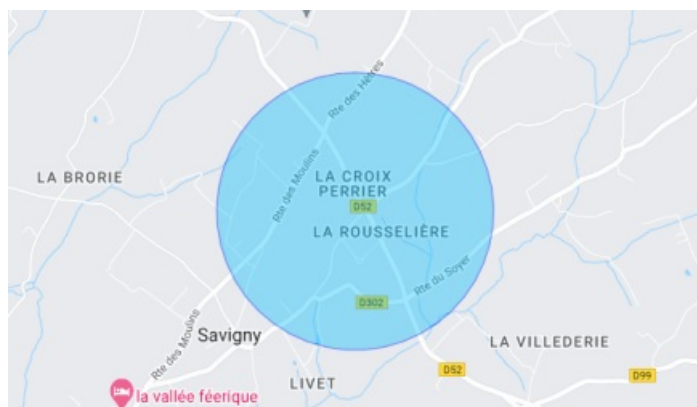 Rte des Hêtres
LA BRORIE
Rte des Moulins
LA CROIX
PERRIER
D52
LA ROUSSELIÈRE
Rte du Soyer
D302
Rte des Moulins
Savigny
LA VILLEDERIE
LIVET
D52
D99
la vallée féerique